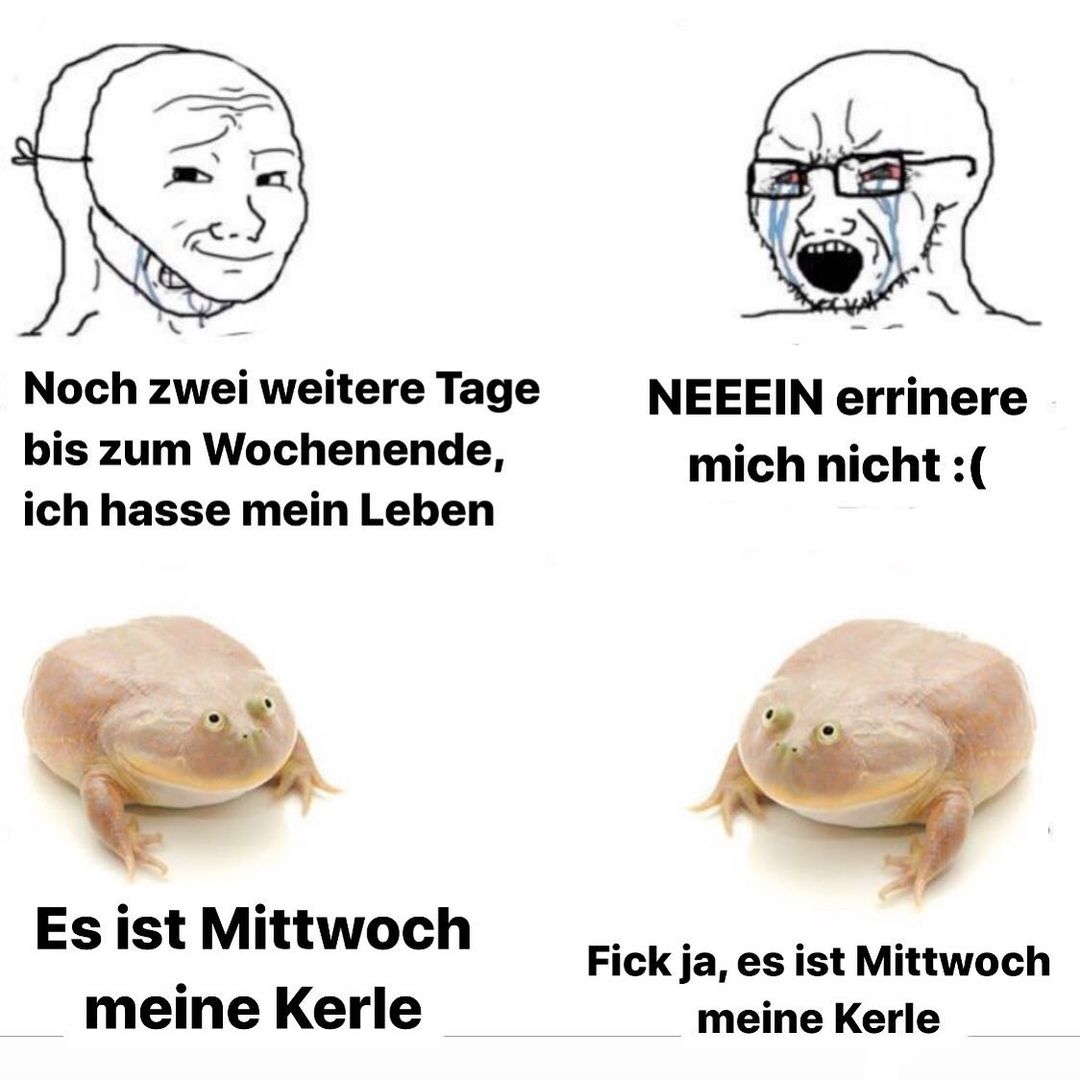 Noch zwei weitere Tage
bis zum Wochenende,
ich hasse mein Leben
NEEEIN errinere
mich nicht :(
Es ist Mittwoch
meine Kerle
Fick ja, es ist Mittwoch
meine Kerle